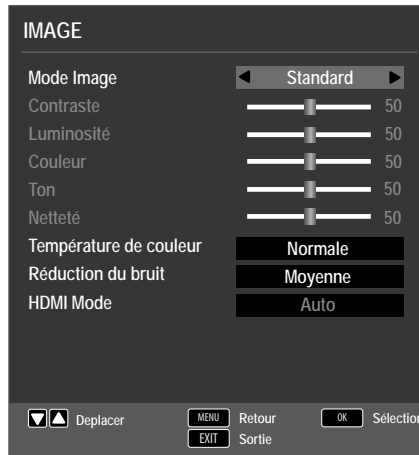 IMAGE
Mode Image Standard
Contraste 50
Luminosité 50
Couleur 50
Ton 50
Netteté 50
Température de couleur Normale
Réduction du bruit Moyenne
HDMI Mode Auto
Deplacer MENU Retour OK Sélection
EXIT Sortie